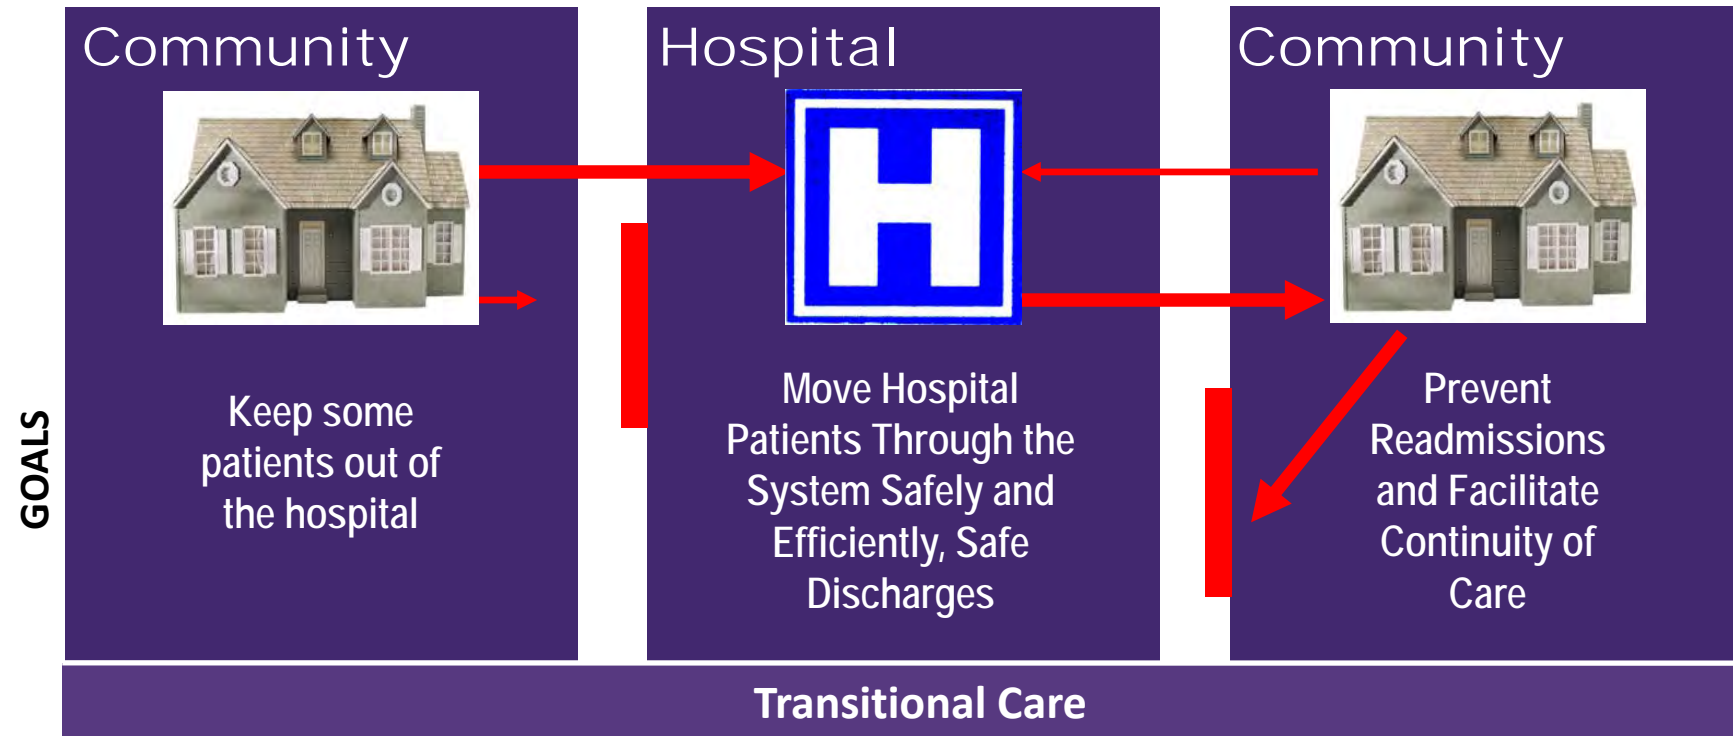 Community
Hospital
Community
H
GOALS
Keep some
patients out of
the hospital
Move Hospital
Patients Through the
System Safely and
Efficiently, Safe
Discharges
Prevent
Readmissions
and Facilitate
Continuity of
Care
Transitional Care